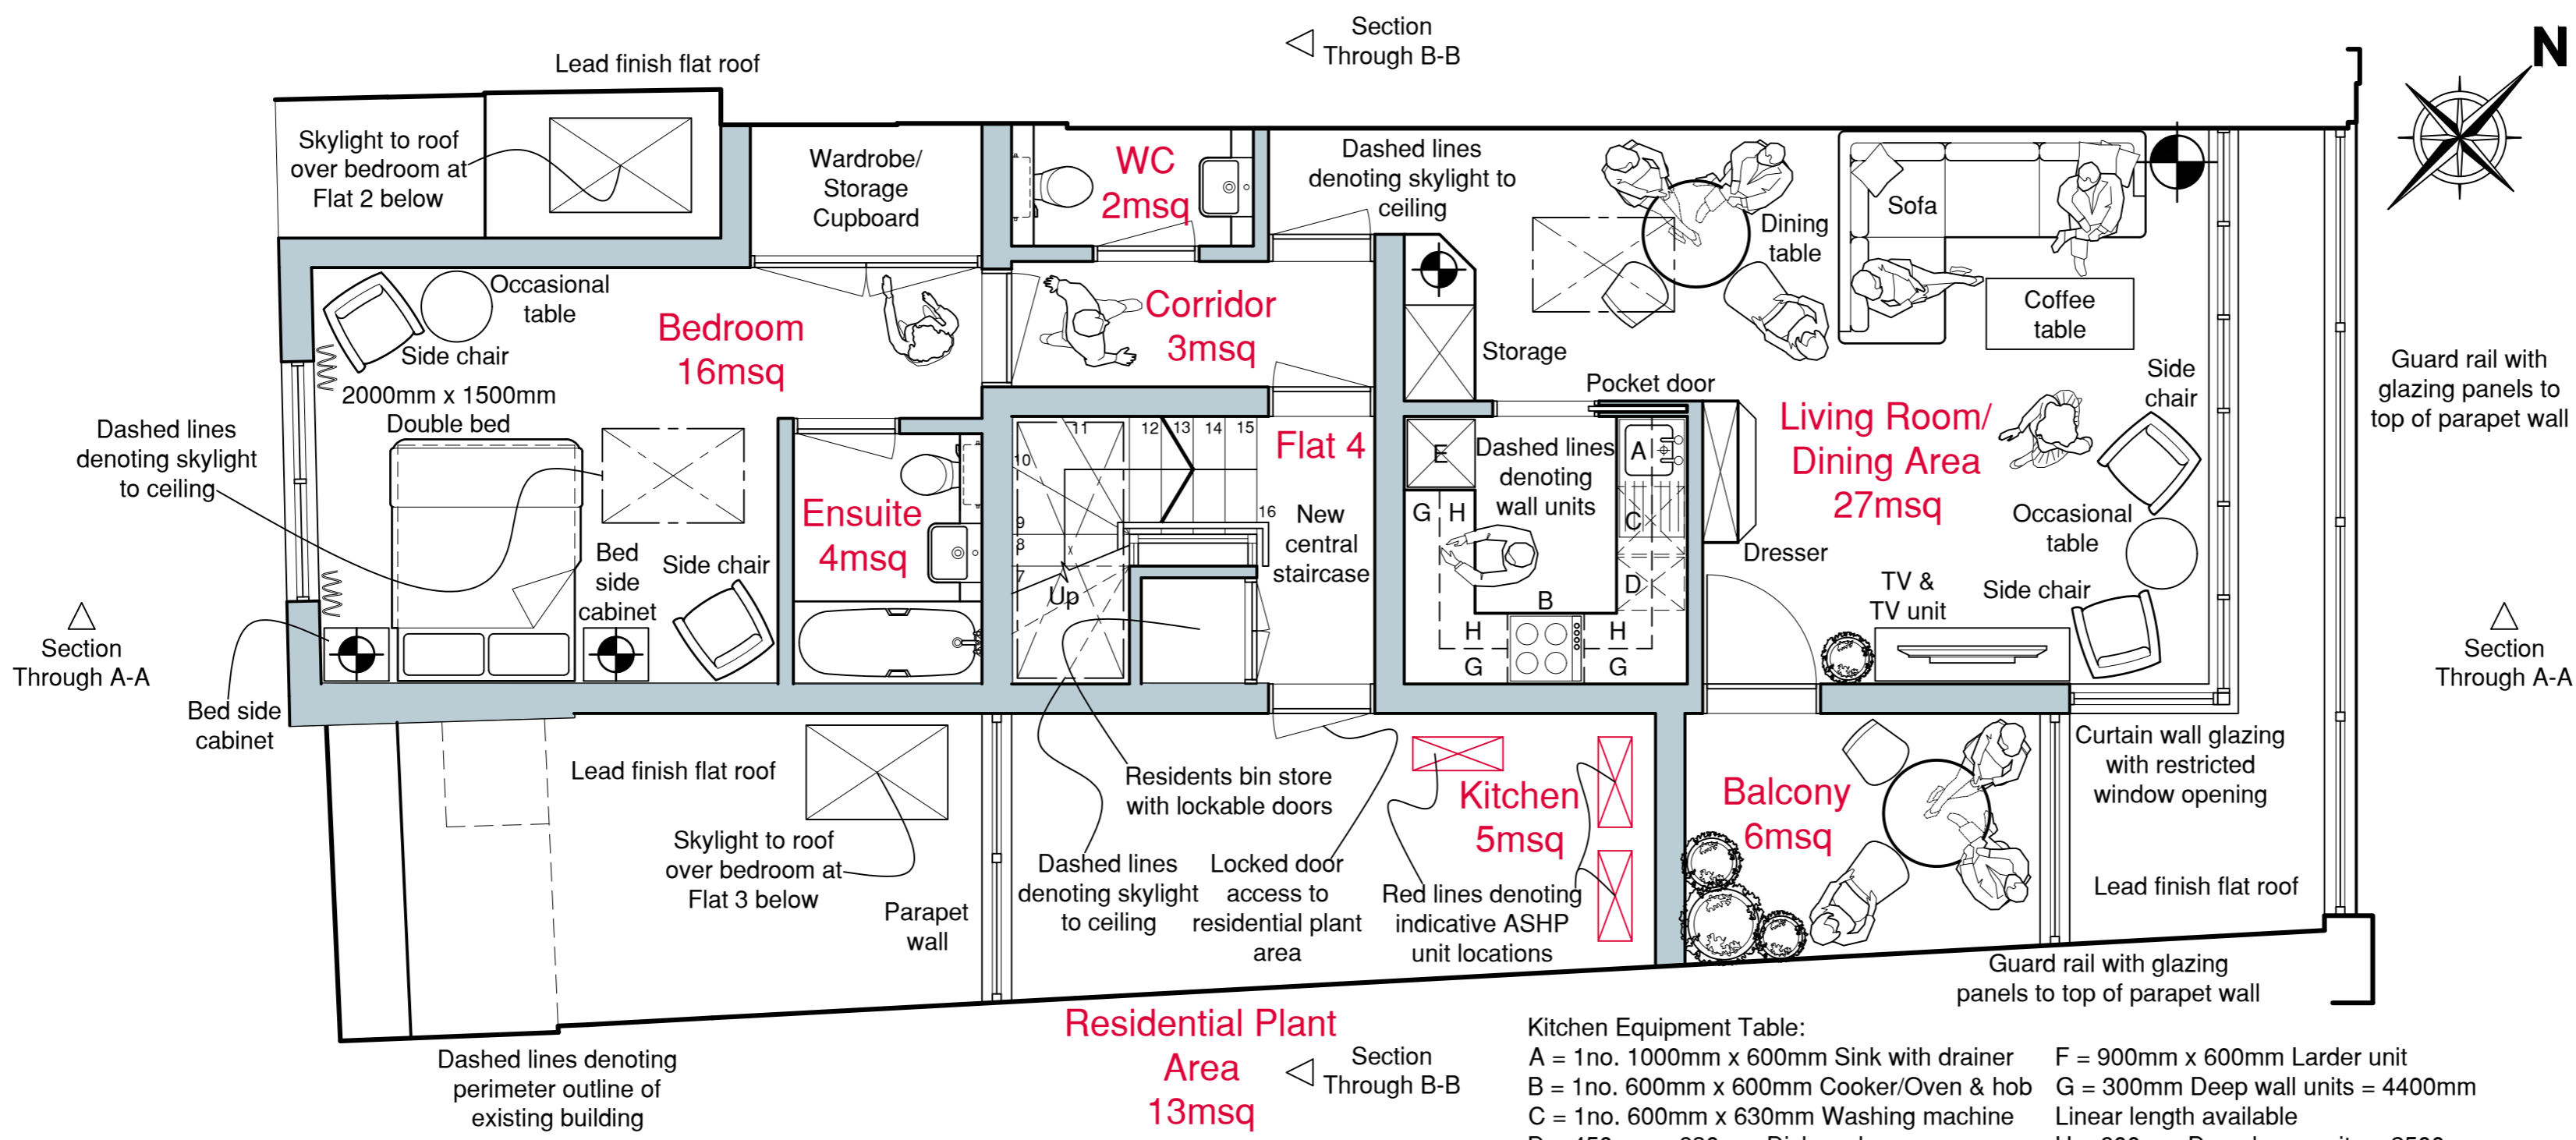 Section
Through B-B
N
Lead finish flat roof
Skylight to roof
over bedroom at
Flat 2 below
Wardrobe/
Storage
Cupboard
WC
2msq
Dashed lines
denoting skylight to
ceiling
Dining
table
Sofa
Coffee
table
Occasional
table
Side chair
Bedroom
16msq
Corridor
3msq
Storage
Pocket door
Side
chair
Guard rail with
glazing panels to
top of parapet wall
2000mm x 1500mm
Double bed
Dashed lines
denoting skylight
to ceiling
11
12
13
14
15
10
9
8
7
16
Up
Flat 4
New
central
staircase
E
Dashed lines
denoting
wall units
A
C
D
B
G
H
H
G
H
G
Living Room/
Dining Area
27msq
Dresser
Occasional
table
TV &
TV unit
Side chair
Ensuite
4msq
Bed
side
cabinet
Side chair
Section
Through A-A
Section
Through A-A
Bed side
cabinet
Lead finish flat roof
Skylight to roof
over bedroom at
Flat 3 below
Parapet
wall
Residents bin store
with lockable doors
Dashed lines
denoting skylight
to ceiling
Locked door
access to
residential plant
area
Kitchen
5msq
Red lines denoting
indicative ASHP
unit locations
Balcony
6msq
Curtain wall glazing
with restricted
window opening
Lead finish flat roof
Guard rail with glazing
panels to top of parapet wall
Residential Plant
Area
13msq
Section
Through B-B
Dashed lines denoting
perimeter outline of
existing building
Kitchen Equipment Table:
A = 1no. 1000mm x 600mm Sink with drainer
B = 1no. 600mm x 600mm Cooker/Oven & hob
C = 1no. 600mm x 630mm Washing machine
F = 900mm x 600mm Larder unit
G = 300mm Deep wall units = 4400mm
Linear length available